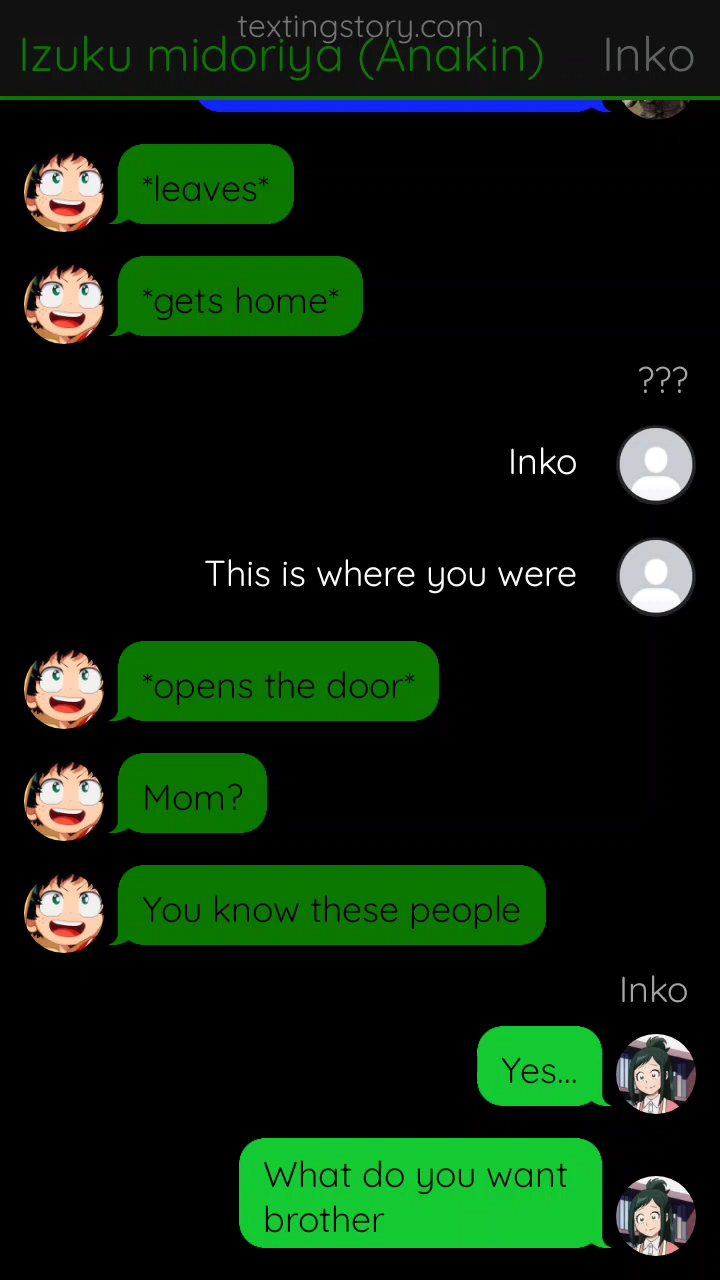 textingstory.com
Izuku midoriya (Anakin)
Inko
*leaves*
*gets home*
???
Inko
This is where you were
*opens the door*
Mom?
You know these people
Inko
Yes...
What do you want
brother